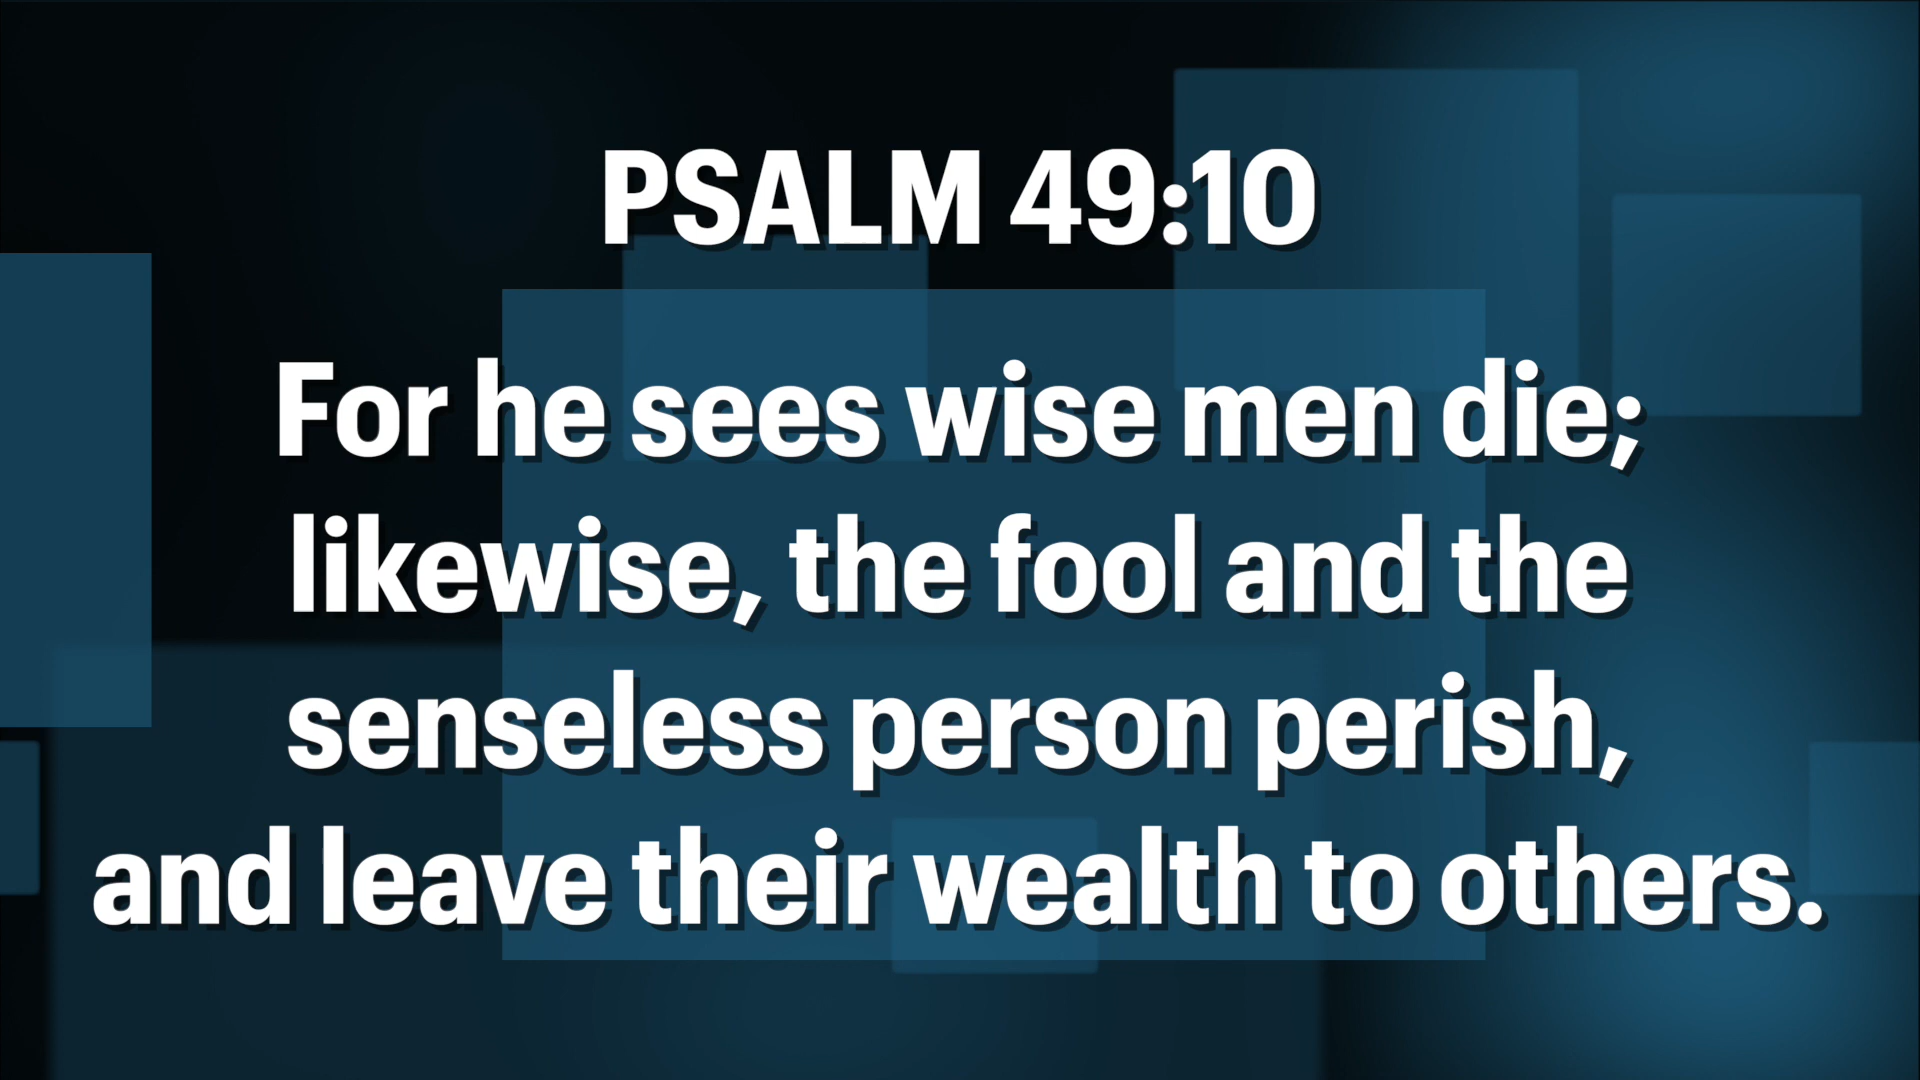 PSALM 49:10
For he sees wise men die;
likewise, the fool and the
senseless person perish,
and leave their wealth to others.